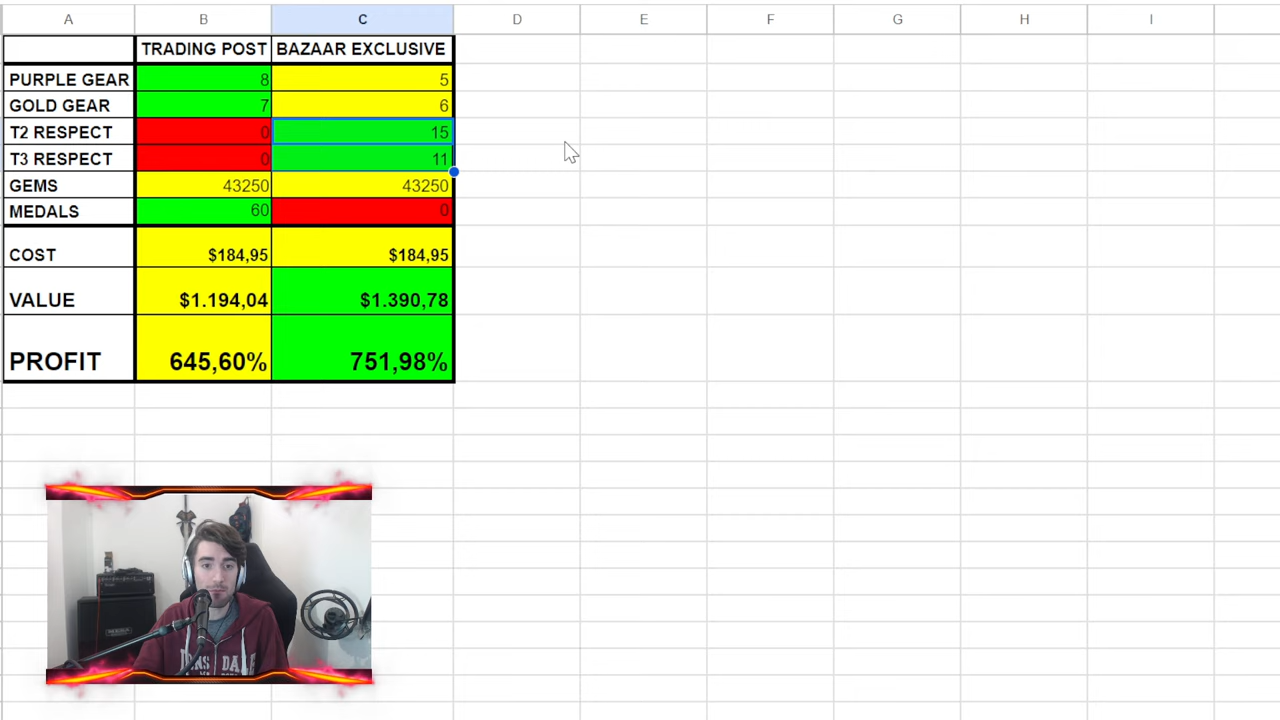 A B C D E F G H I
TRADING POST BAZAAR EXCLUSIVE
PURPLE GEAR 8 5
GOLD GEAR 7 6
T2 RESPECT 0 15
T3 RESPECT 0 11
GEMS 43250 43250
MEDALS 60 0
COST $184,95 $184,95
VALUE $1.194,04 $1.390,78
PROFIT 645,60% 751,98%
LONSDALE